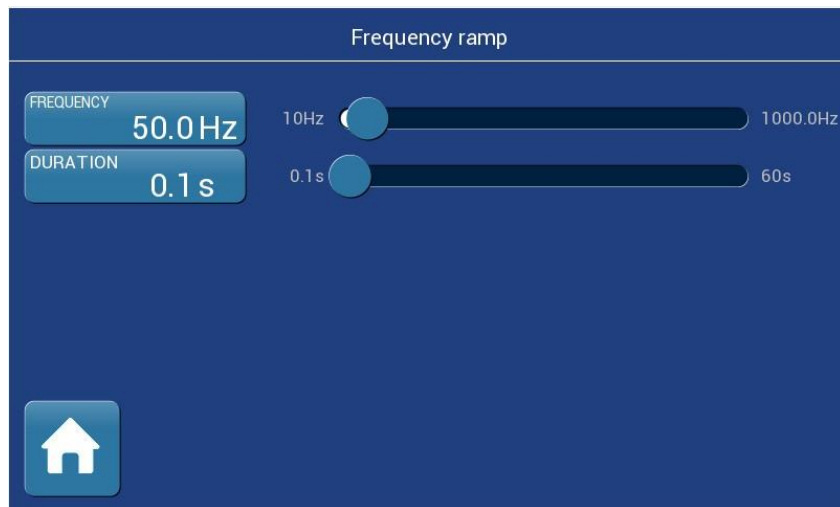 Frequency ramp
FREQUENCY
50.0 Hz
10Hz
1000.0Hz
DURATION
0.1 s
0.1s
60s